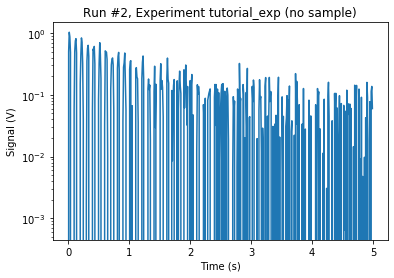 Run #2, Experiment tutorial_exp (no sample)
Signal (V)
10⁰
10⁻¹
10⁻²
10⁻³
0 1 2 3 4 5
Time (s)